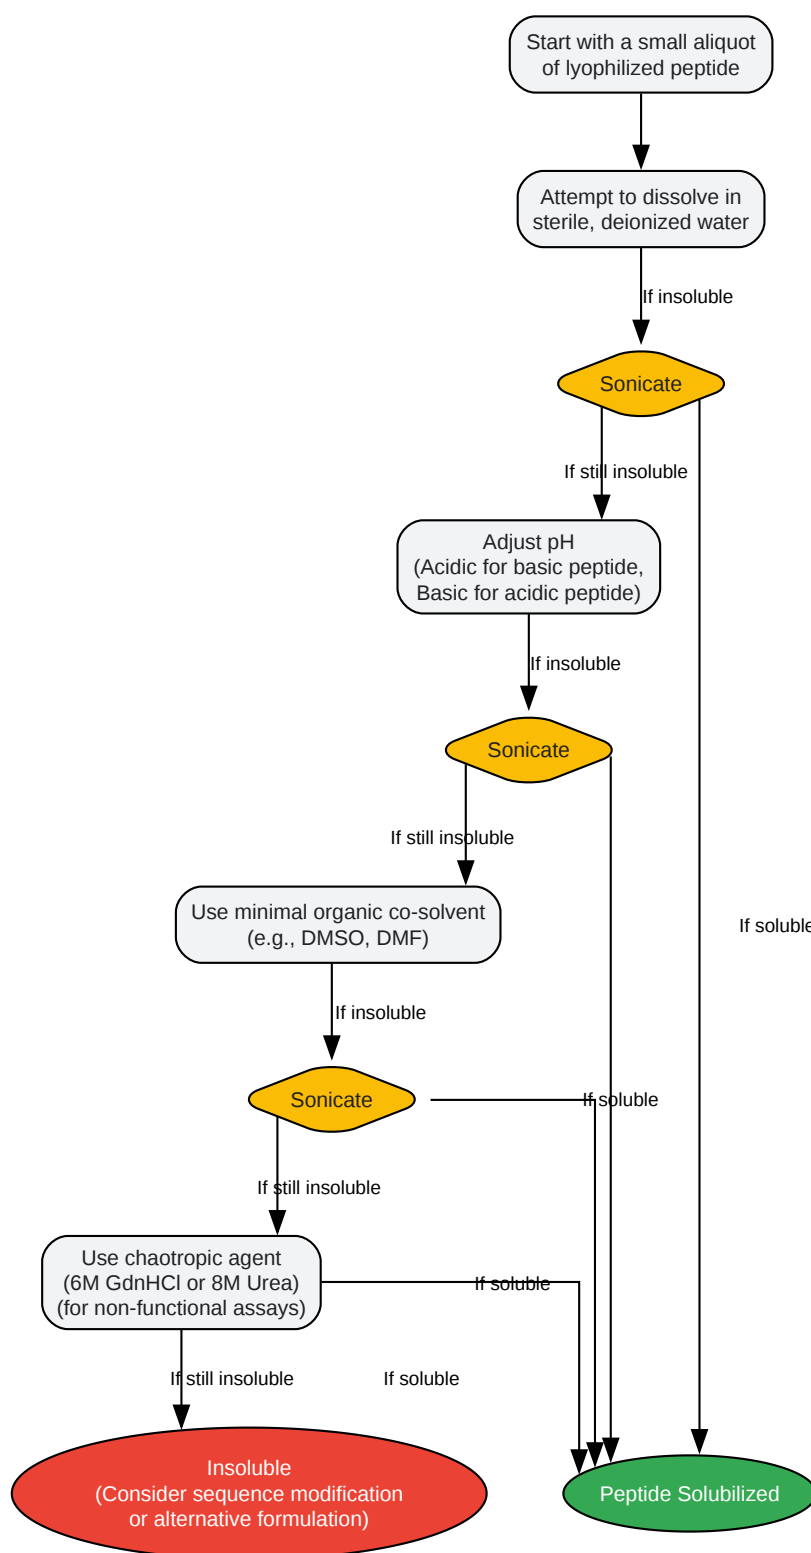 Start with a small aliquot
of lyophilized peptide
Attempt to dissolve in
sterile, deionized water
If insoluble
Sonicate
If still insoluble
Adjust pH
(Acidic for basic peptide,
Basic for acidic peptide)
If insoluble
Sonicate
If still insoluble
Use minimal organic co-solvent
(e.g., DMSO, DMF)
If soluble
If insoluble
Sonicate
If soluble
If still insoluble
Use chaotropic agent
(6M GdnHCl or 8M Urea)
(for non-functional assays)
If soluble
If still insoluble
If soluble
Insoluble
(Consider sequence modification
or alternative formulation)
Peptide Solubilized